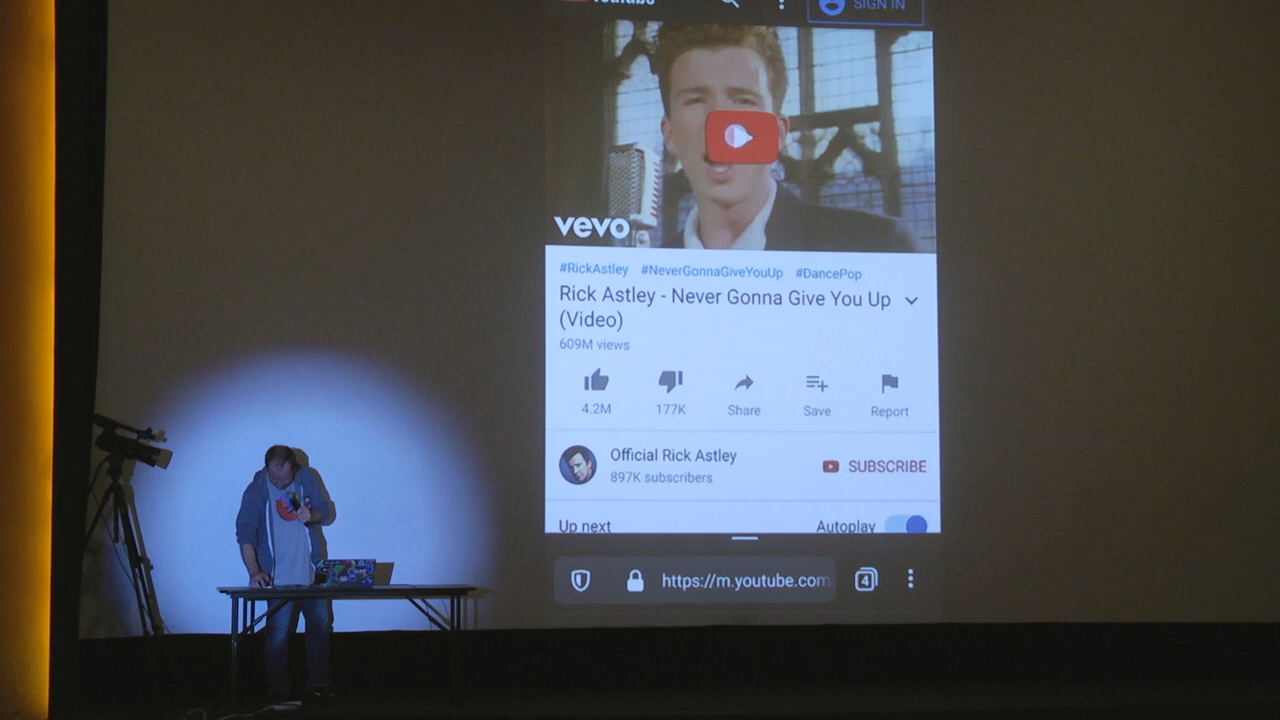 YouTube
SIGN IN
vevo
#RickAstley #NeverGonnaGiveYouUp #DancePop
Rick Astley - Never Gonna Give You Up
(Video)
609M views
4.2M 177K Share Save Report
Official Rick Astley
897K subscribers
SUBSCRIBE
Up next Autoplay
https://m.youtube.com
4